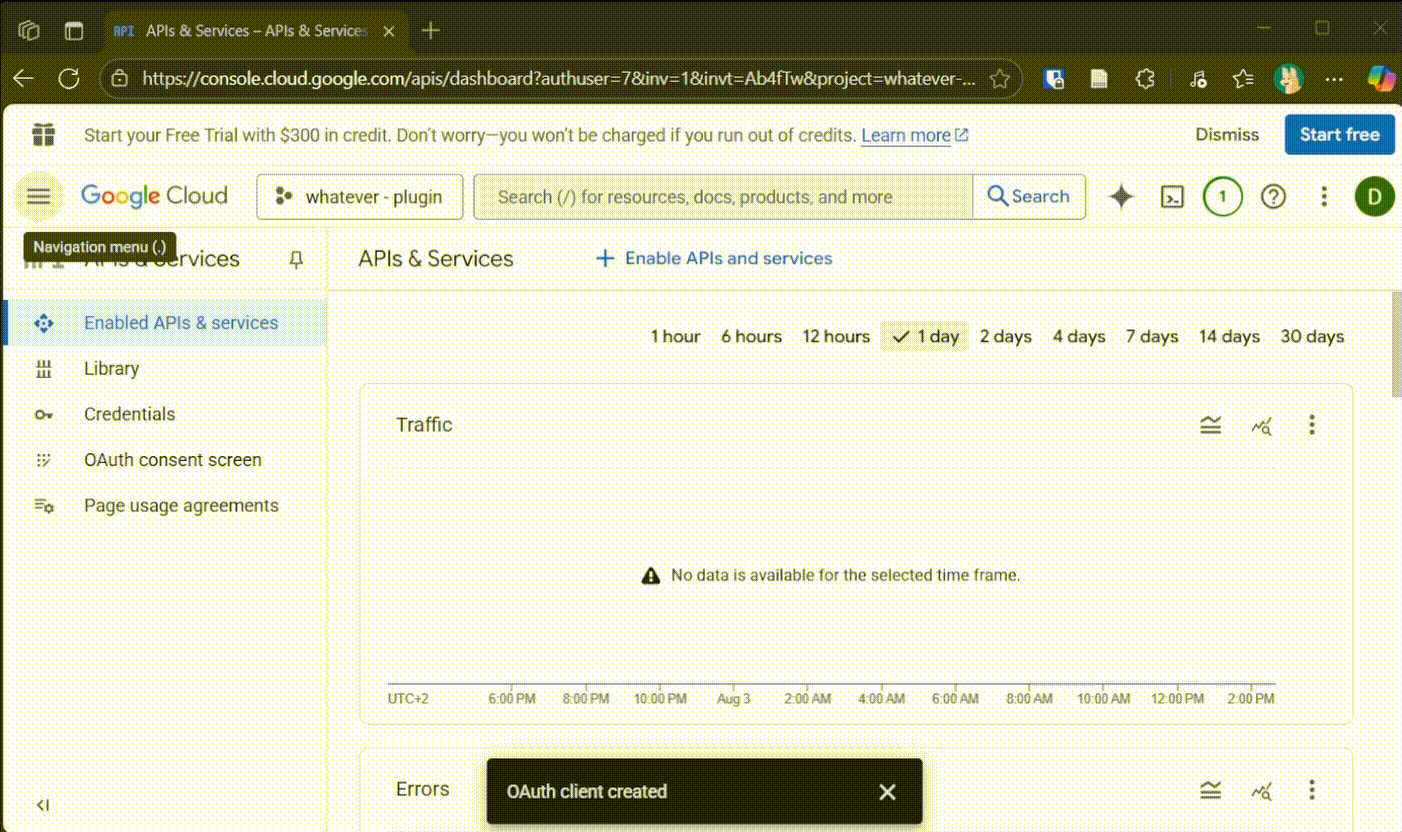 API APIs & Services – APIs & Services
https://console.cloud.google.com/apis/dashboard?authuser=7&inv=1&invt=Ab4fTw&project=whatever-...
Start your Free Trial with $300 in credit. Don't worry—you won't be charged if you run out of credits. Learn more
Dismiss
Start free
Google Cloud
whatever - plugin
Search (/) for resources, docs, products, and more
Search
1
D
Navigation menu (.)
APIs & Services
APIs & Services
Enable APIs and services
Enabled APIs & services
Library
Credentials
OAuth consent screen
Page usage agreements
1 hour 6 hours 12 hours 1 day 2 days 4 days 7 days 14 days 30 days
Traffic
No data is available for the selected time frame.
UTC+2 6:00 PM 8:00 PM 10:00 PM Aug 3 2:00 AM 4:00 AM 6:00 AM 8:00 AM 10:00 AM 12:00 PM 2:00 PM
Errors
OAuth client created